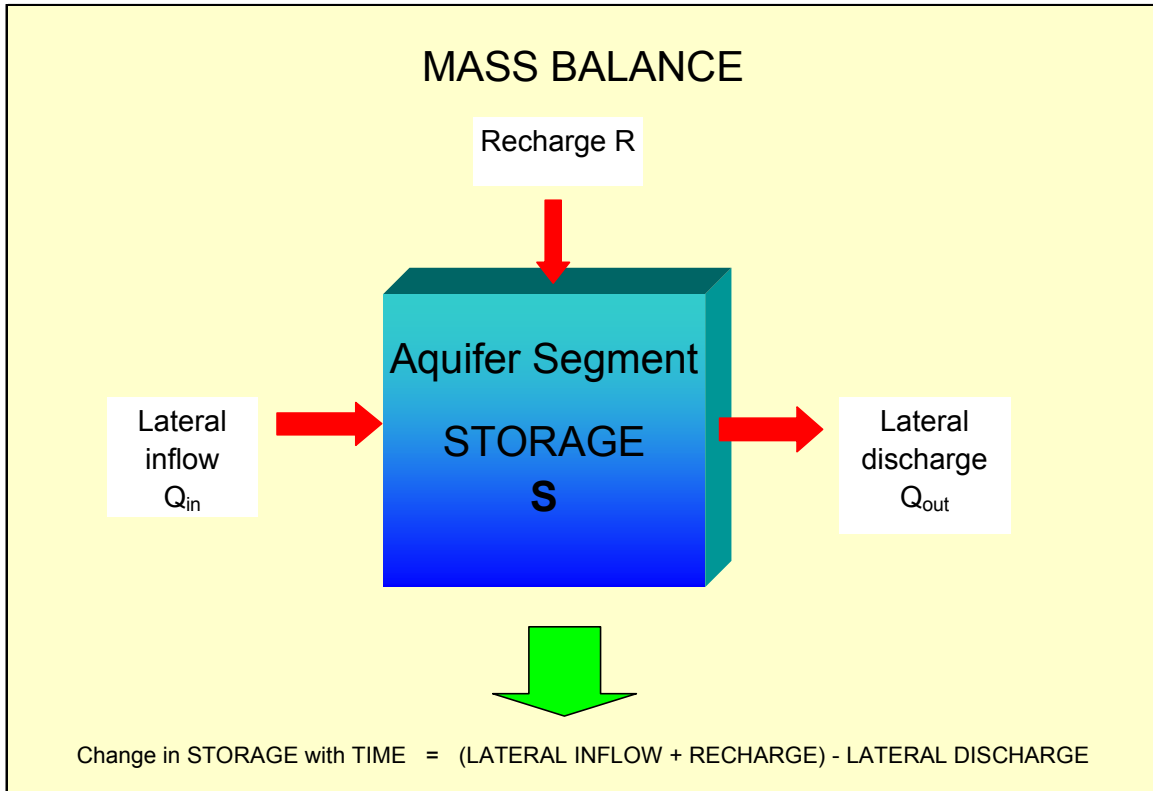 MASS BALANCE
Recharge R
Aquifer Segment
STORAGE
S
Lateral
inflow
Qin
Lateral
discharge
Qout
Change in STORAGE with TIME = (LATERAL INFLOW + RECHARGE) - LATERAL DISCHARGE